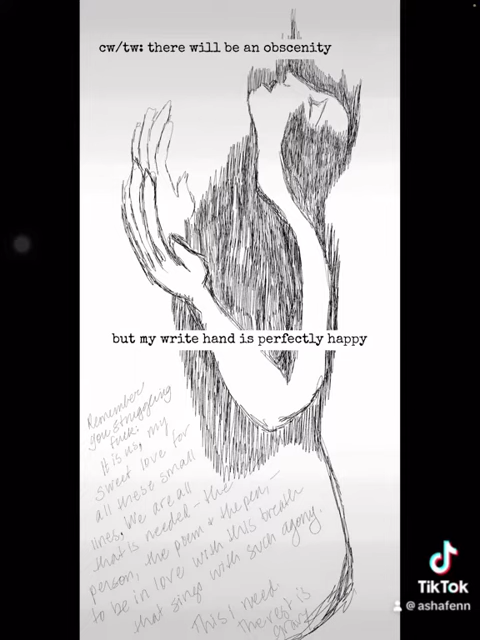 cw/tw: there will be an obscenity
but my write hand is perfectly happy
Remember
you struggling
fuck:
It is us, my
sweet love for
all these small
lines, we are all
that is needed - the
person, the poem & the pen -
to be in love with this breath
that sings with such agony.
This I need.
The rest is
gravy
TikTok
@ashafenn